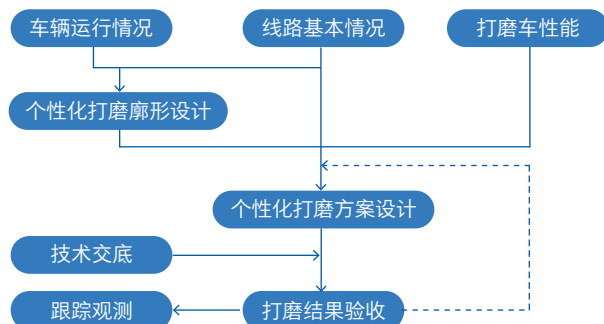 车辆运行情况
线路基本情况
打磨车性能
个性化打磨廓形设计
个性化打磨方案设计
技术交底
跟踪观测
打磨结果验收